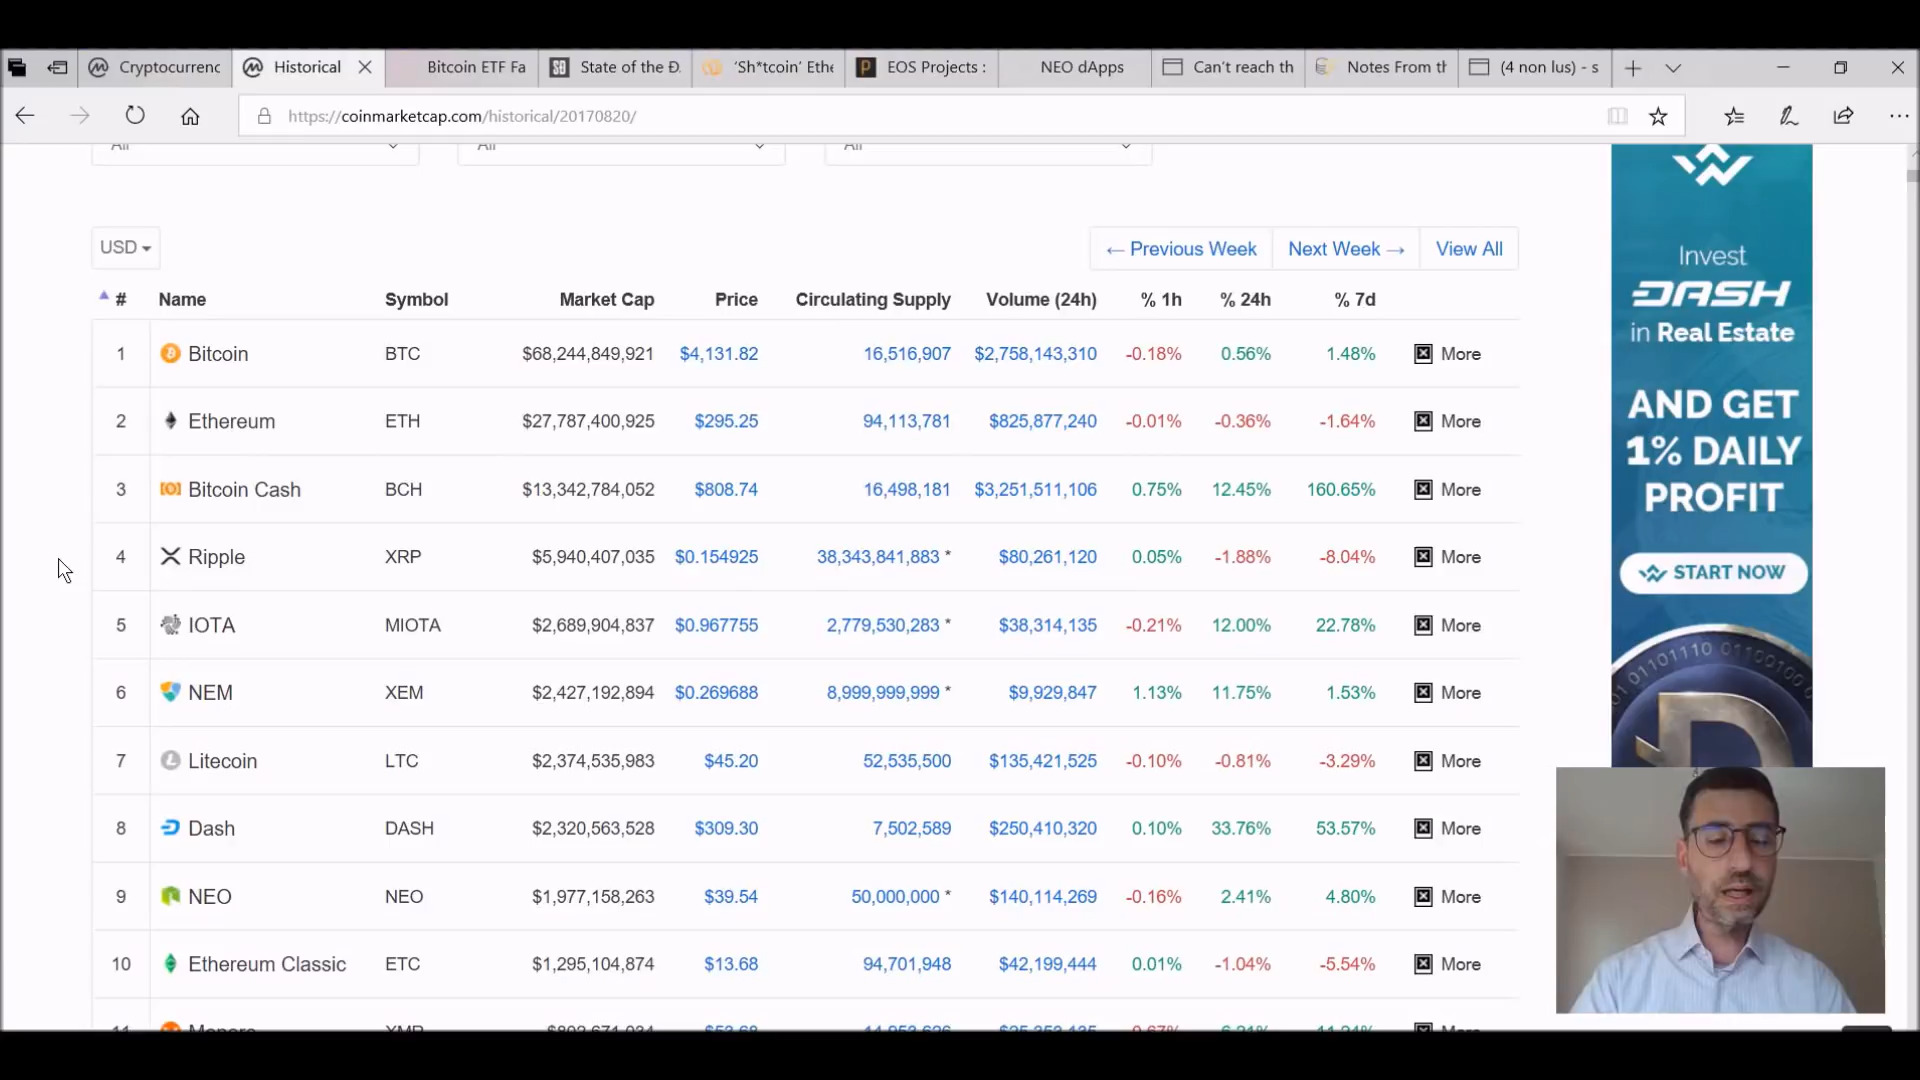 Cryptocurrenc
Historical
Bitcoin ETF Fa
State of the Đ.
'Sh*tcoin' Ethe
EOS Projects :
NEO dApps
Can't reach th
Notes From th
(4 non lus) - s
https://coinmarketcap.com/historical/20170820/
All All All
USD
← Previous Week Next Week → View All
# Name Symbol Market Cap Price Circulating Supply Volume (24h) % 1h % 24h % 7d
1 Bitcoin BTC $68,244,849,921 $4,131.82 16,516,907 $2,758,143,310 -0.18% 0.56% 1.48% More
2 Ethereum ETH $27,787,400,925 $295.25 94,113,781 $825,877,240 -0.01% -0.36% -1.64% More
3 Bitcoin Cash BCH $13,342,784,052 $808.74 16,498,181 $3,251,511,106 0.75% 12.45% 160.65% More
4 Ripple XRP $5,940,407,035 $0.154925 38,343,841,883 * $80,261,120 0.05% -1.88% -8.04% More
5 IOTA MIOTA $2,689,904,837 $0.967755 2,779,530,283 * $38,314,135 -0.21% 12.00% 22.78% More
6 NEM XEM $2,427,192,894 $0.269688 8,999,999,999 * $9,929,847 1.13% 11.75% 1.53% More
7 Litecoin LTC $2,374,535,983 $45.20 52,535,500 $135,421,525 -0.10% -0.81% -3.29% More
8 Dash DASH $2,320,563,528 $309.30 7,502,589 $250,410,320 0.10% 33.76% 53.57% More
9 NEO NEO $1,977,158,263 $39.54 50,000,000 * $140,114,269 -0.16% 2.41% 4.80% More
10 Ethereum Classic ETC $1,295,104,874 $13.68 94,701,948 $42,199,444 0.01% -1.04% -5.54% More
11 Monero XMR
Invest
DASH
in Real Estate
AND GET
1% DAILY
PROFIT
START NOW